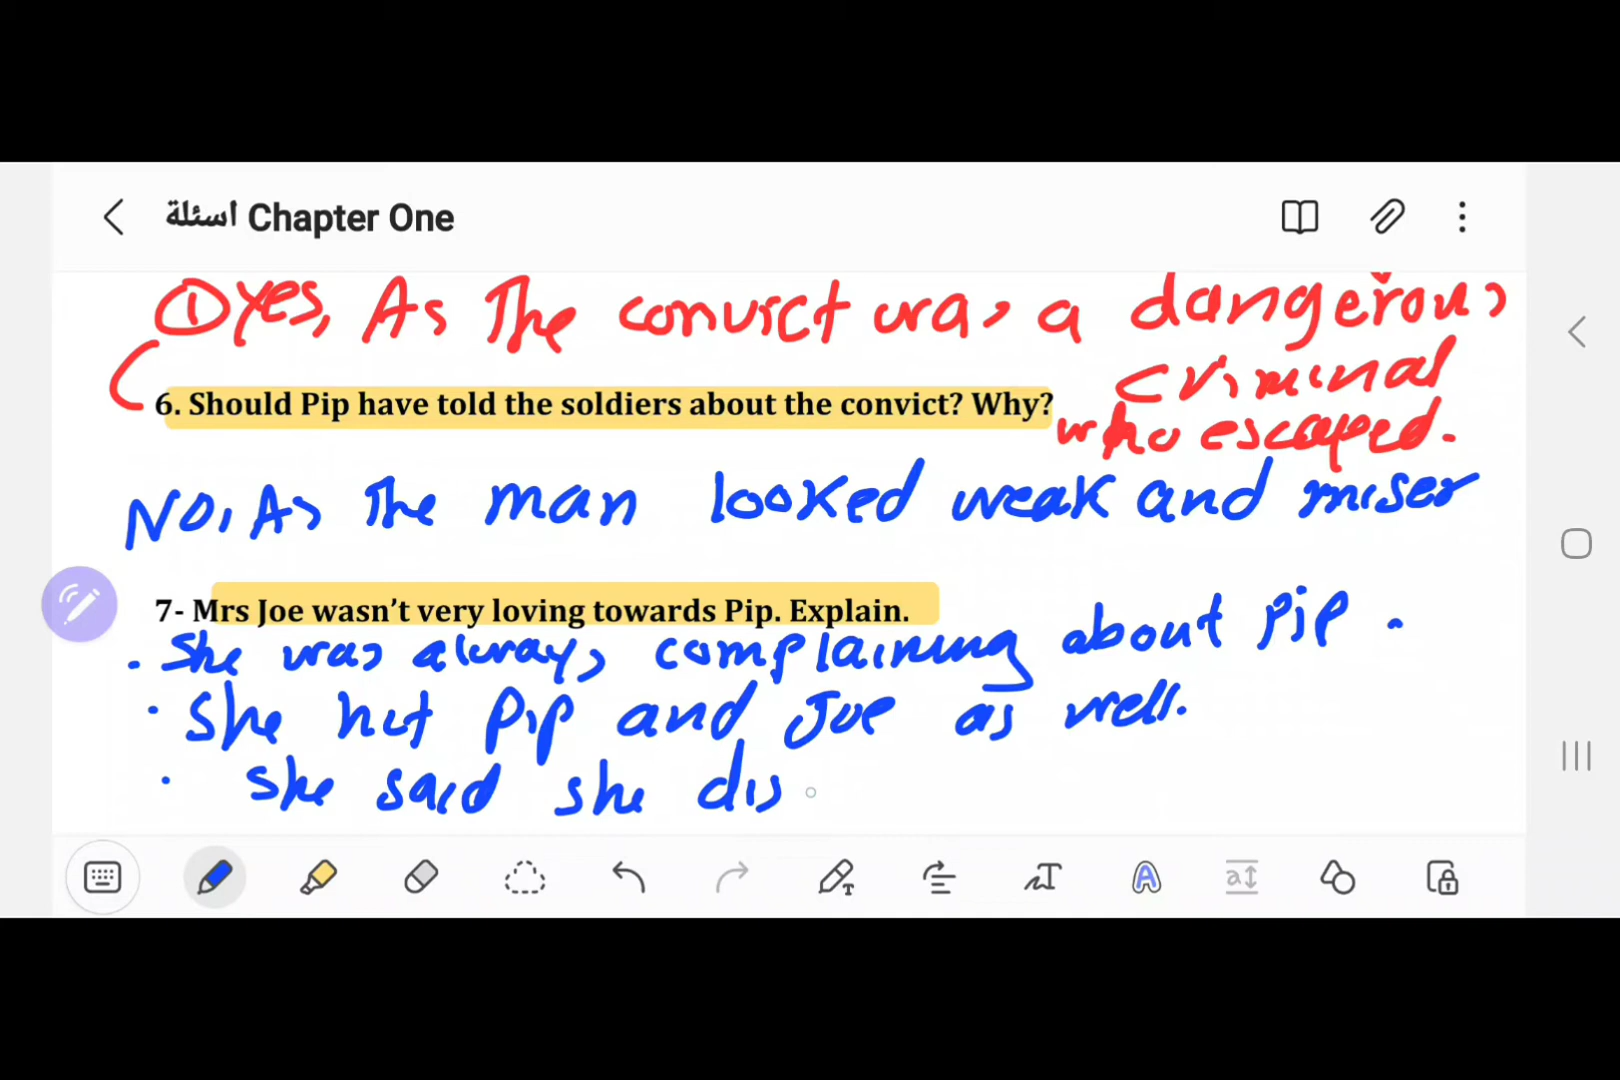 اسئلة Chapter One
① Yes, As The convict was a dangerous
criminal
6. Should Pip have told the soldiers about the convict? Why?
who escaped.
No, As The man looked weak and miser
7- Mrs Joe wasn't very loving towards Pip. Explain.
. She was always complaining about Pip.
. She hit Pip and Joe as well.
. She said she dis